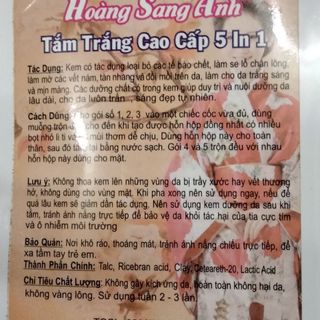 Hoàng Sang Anh
Tắm Trắng Cao Cấp 5 In 1
Tác Dụng: Kem có tác dụng loại bỏ các tế bào chết, làm se lỗ chân lông,
làm mờ các vết nám, tàn nhang và đồi mồi trên da, làm cho da trắng sáng
và mịn màng. Các dưỡng chất có trong kem giúp duy trì và nuôi dưỡng da
lâu dài, cho da luôn trên sáng đẹp tự nhiên.
Cách Dùng: Cho gói số 1, 2, 3 vào một chiếc cốc vừa đủ, dùng
muỗng trộn cho đến khi tạo được hỗn hợp đồng nhất có nhiều
bọt nhỏ li ti mùi thơm dễ chịu. Dùng hỗn hợp này cho toàn
thân, sau đó tắm lại bằng nước sạch. Gói 4 và 5 trộn đều với nhau
hỗn hợp này dùng cho mặt.
Lưu ý: Không thoa kem lên những vùng da bị trầy xước hay vết thương
hở, không dùng cho vùng mặt. Khi pha xong nên sử dụng ngay, nếu để
quá lâu kem sẽ giảm dần tác dụng. Nên sử dụng kem dưỡng da sau khi
tắm, tránh ánh nắng trực tiếp để bảo vệ da khỏi tác hại của tia cực tím
và ô nhiễm môi trường
Bảo Quản: Nơi khô ráo, thoáng mát, tránh ánh nắng chiếu trực tiếp, để
xa tầm tay trẻ em.
Thành Phần Chính: Talc, Ricebran acid, Clay, Ceteareth-20, Lactic Acid
Chỉ Tiêu Chất Lượng: Không gây kích ứng da, hoàn toàn không hại da,
không vàng lông. Sử dụng tuần 2 - 3 lần.